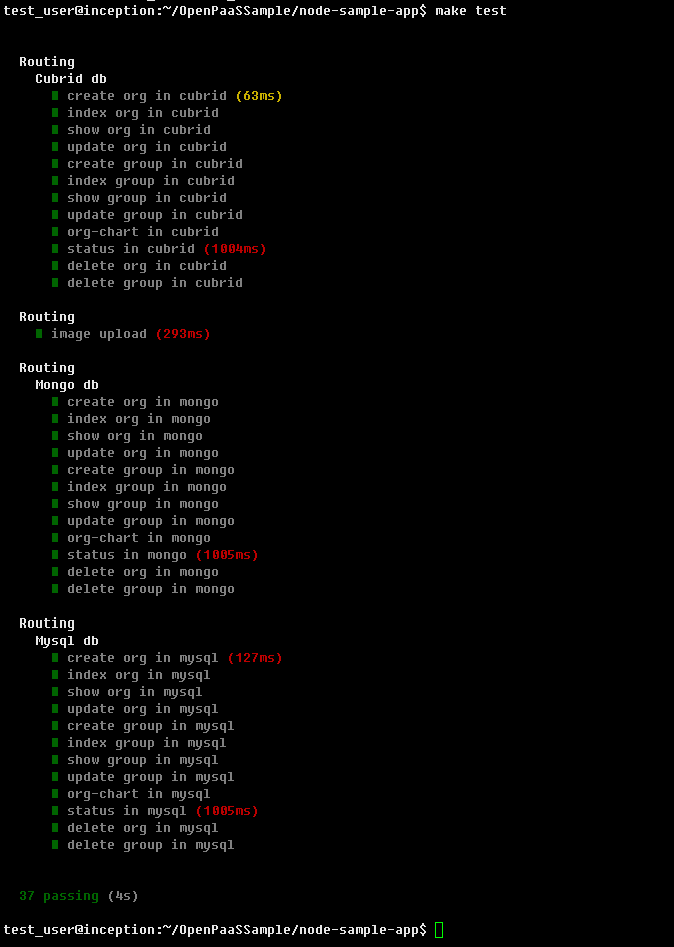 test_user@inception:~/OpenPaaSSample/node-sample-app$ make test
Routing
Cubrid db
create org in cubrid (63ms)
index org in cubrid
show org in cubrid
update org in cubrid
create group in cubrid
index group in cubrid
show group in cubrid
update group in cubrid
org-chart in cubrid
status in cubrid (1004ms)
delete org in cubrid
delete group in cubrid
Routing
image upload (293ms)
Routing
Mongo db
create org in mongo
index org in mongo
show org in mongo
update org in mongo
create group in mongo
index group in mongo
show group in mongo
update group in mongo
org-chart in mongo
status in mongo (1005ms)
delete org in mongo
delete group in mongo
Routing
Mysql db
create org in mysql (127ms)
index org in mysql
show org in mysql
update org in mysql
create group in mysql
index group in mysql
show group in mysql
update group in mysql
org-chart in mysql
status in mysql (1005ms)
delete org in mysql
delete group in mysql
37 passing (4s)
test_user@inception:~/OpenPaaSSample/node-sample-app$